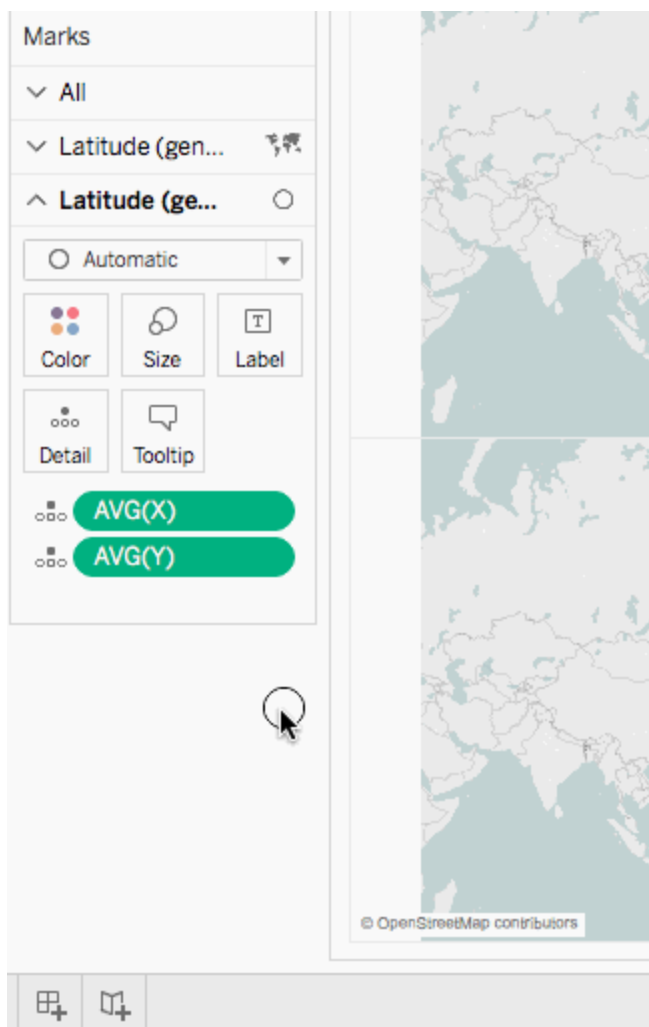 Marks
All
Latitude (gen...
Latitude (ge...
Automatic
Color
Size
T
Label
Detail
Tooltip
AVG(X)
AVG(Y)
© OpenStreetMap contributors